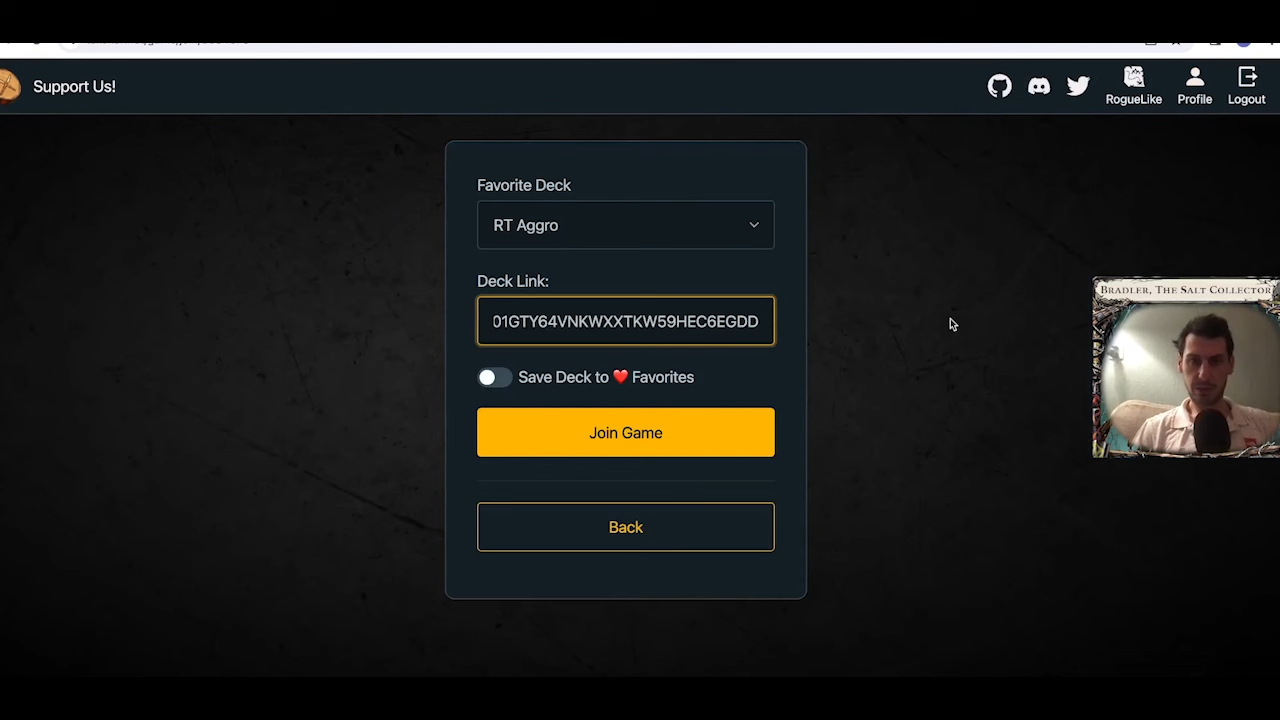 Support Us!
RogueLike
Profile
Logout
Favorite Deck
RT Aggro
Deck Link:
01GTY64VNKWXXTKW59HEC6EGDD
Save Deck to ❤️ Favorites
Join Game
Back
BRADLER, THE SALT COLLECTOR